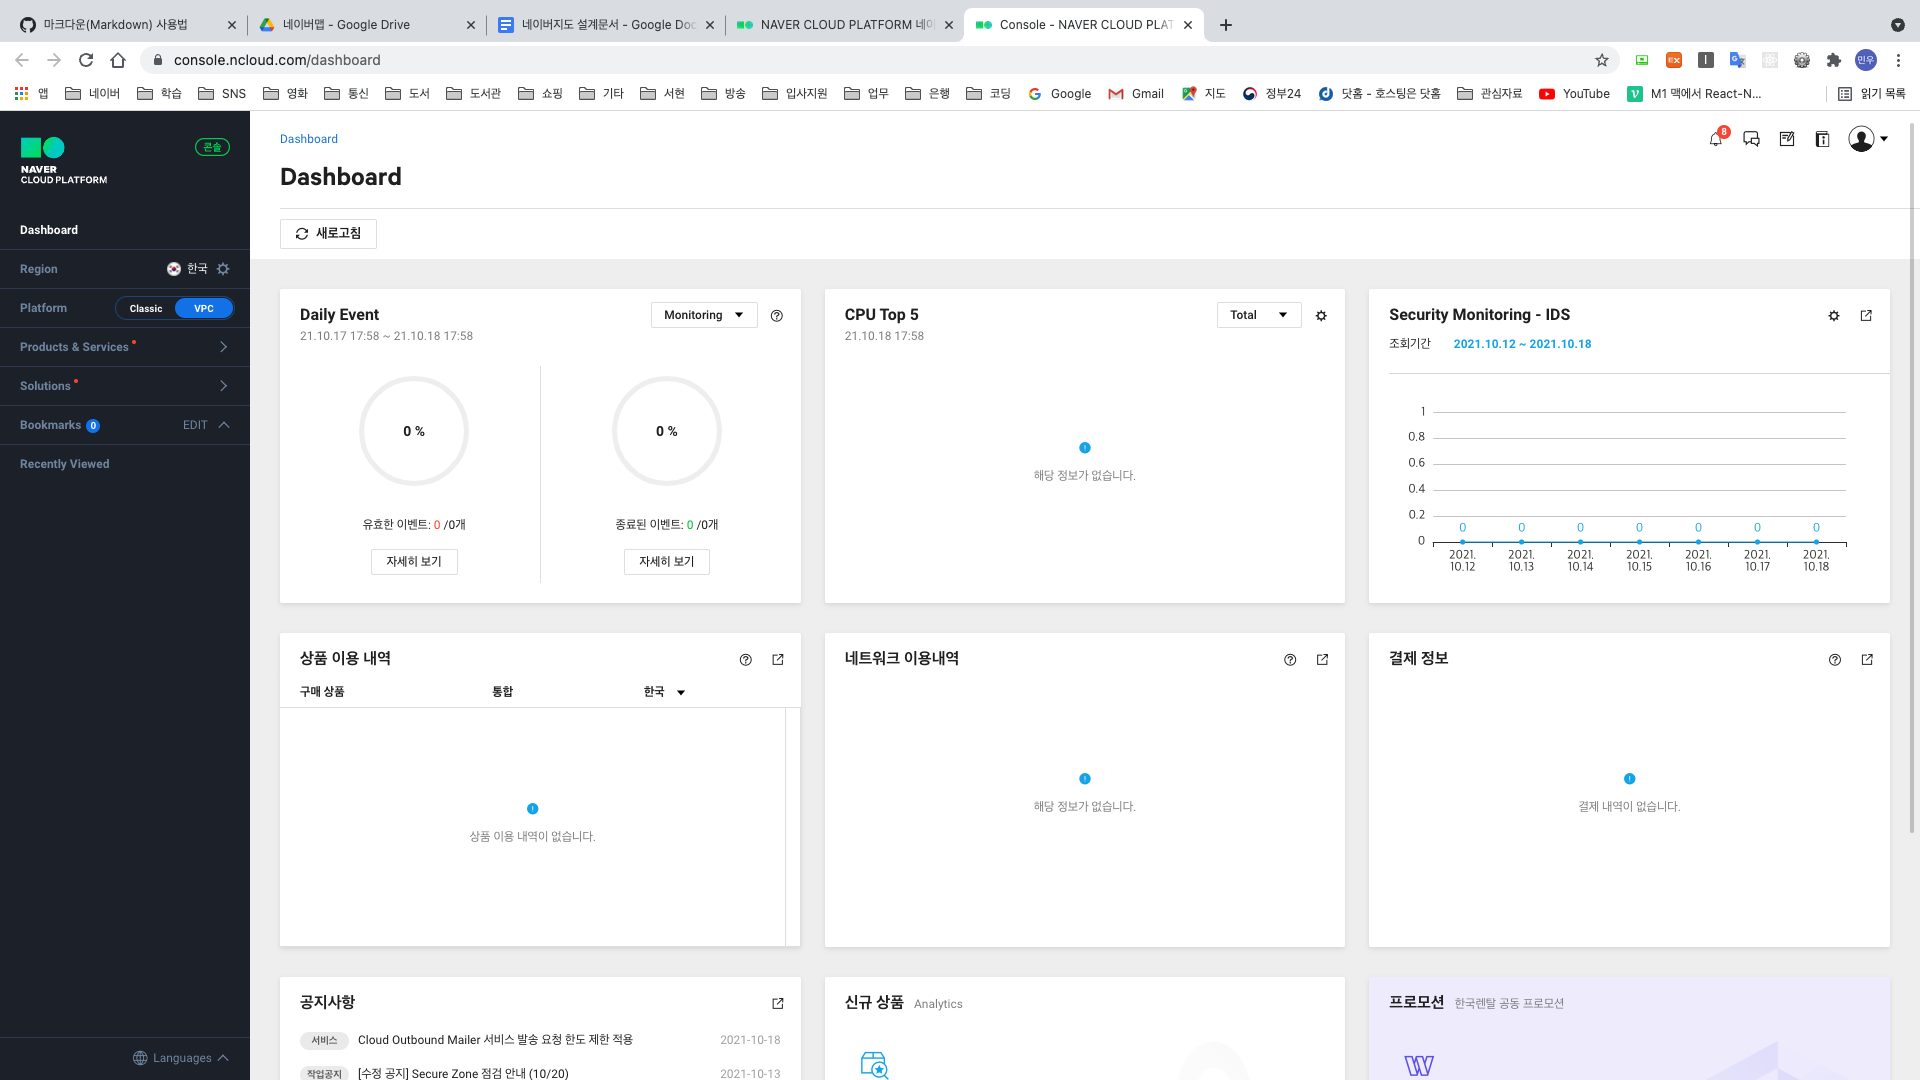 마크다운(Markdown) 사용법
네이버맵 - Google Drive
네이버지도 설계문서 - Google Doc
NAVER CLOUD PLATFORM 네이
Console - NAVER CLOUD PLAT
console.ncloud.com/dashboard
민우
앱 네이버 학습 SNS 영화 통신 도서 도서관 쇼핑 기타 서현 방송 입사지원 업무 은행 코딩 Google Gmail 지도 정부24 닷홈 - 호스팅은 닷홈 관심자료 YouTube M1 맥에서 React-N... 읽기 목록
NAVER
CLOUD PLATFORM
콘솔
Dashboard
Region 한국
Platform Classic VPC
Products & Services
Solutions
Bookmarks 0 EDIT
Recently Viewed
Languages
Dashboard
8
Dashboard
새로고침
Daily Event
Monitoring
21.10.17 17:58 ~ 21.10.18 17:58
0 %
0 %
유효한 이벤트: 0 /0개
종료된 이벤트: 0 /0개
자세히 보기
자세히 보기
CPU Top 5
Total
21.10.18 17:58
해당 정보가 없습니다.
Security Monitoring - IDS
조회기간 2021.10.12 ~ 2021.10.18
1
0.8
0.6
0.4
0.2
0
0 0 0 0 0 0 0
2021. 2021. 2021. 2021. 2021. 2021. 2021.
10.12 10.13 10.14 10.15 10.16 10.17 10.18
상품 이용 내역
구매 상품 통합 한국
상품 이용 내역이 없습니다.
네트워크 이용내역
해당 정보가 없습니다.
결제 정보
결제 내역이 없습니다.
공지사항
서비스 Cloud Outbound Mailer 서비스 발송 요청 한도 제한 적용 2021-10-18
작업공지 [수정 공지] Secure Zone 점검 안내 (10/20) 2021-10-13
신규 상품 Analytics
프로모션 한국렌탈 공동 프로모션